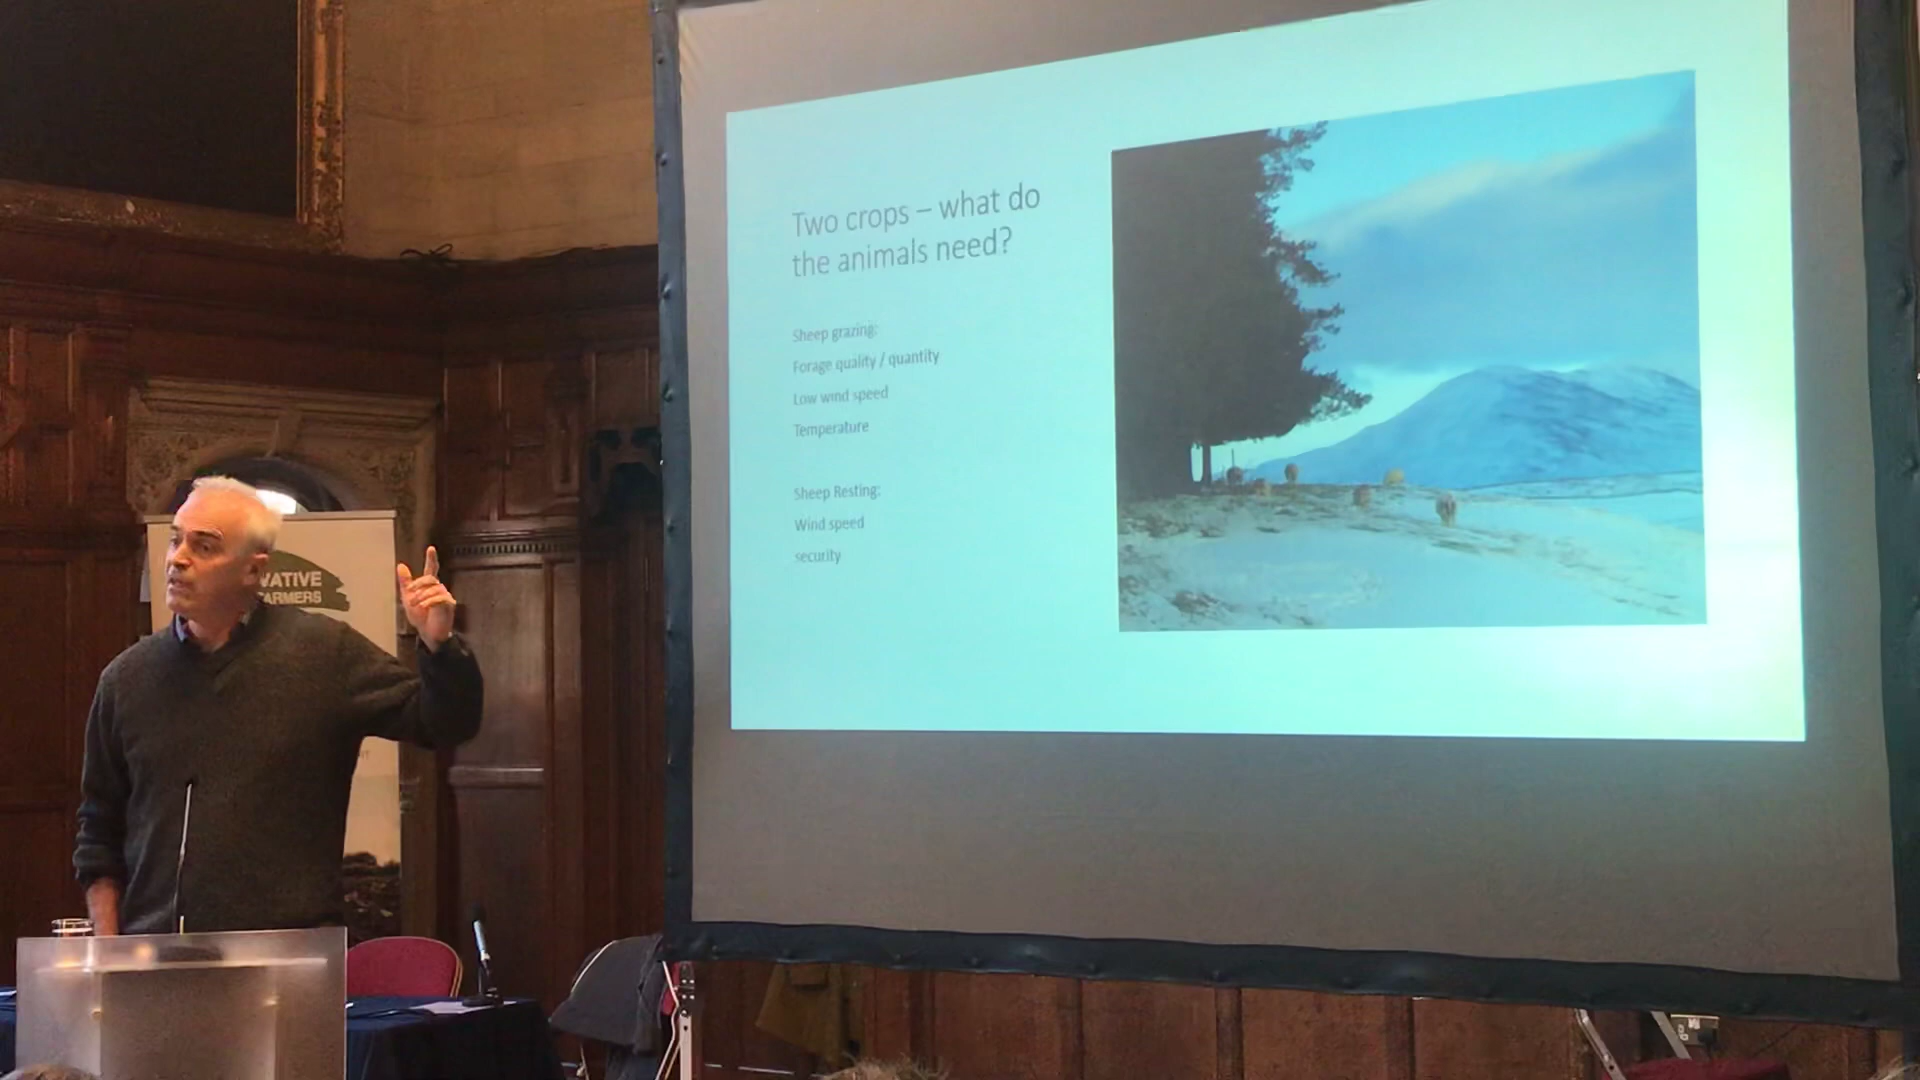 Two crops – what do
the animals need?
Sheep grazing:
Forage quality / quantity
Low wind speed
Temperature
Sheep Resting:
Wind speed
security
VATIVE
FARMERS